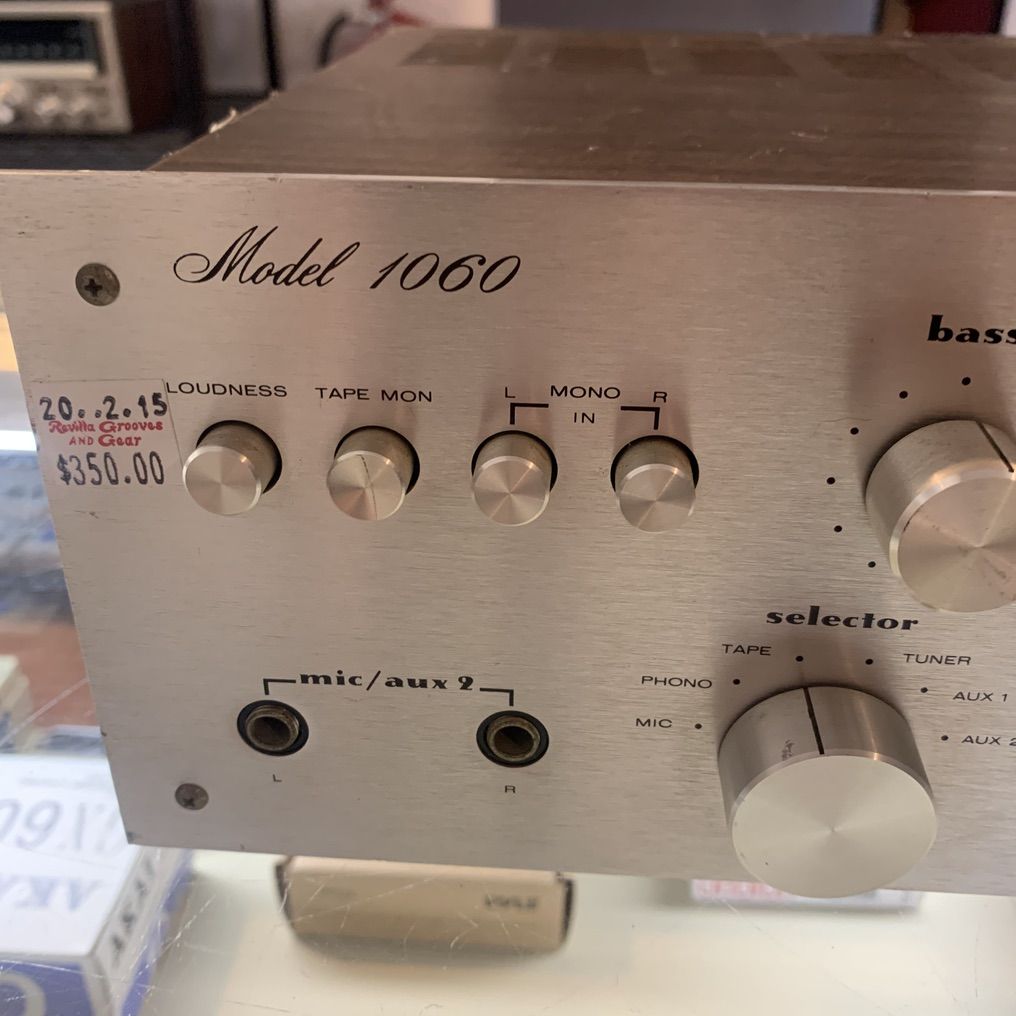 Model 1060
bass
LOUDNESS
TAPE MON
L MONO R
IN
20..2.15
Revilla Grooves
AND Gear
$350.00
selector
TAPE
TUNER
PHONO
AUX 1
MIC
AUX 2
mic/aux 2
L
R
AKAI